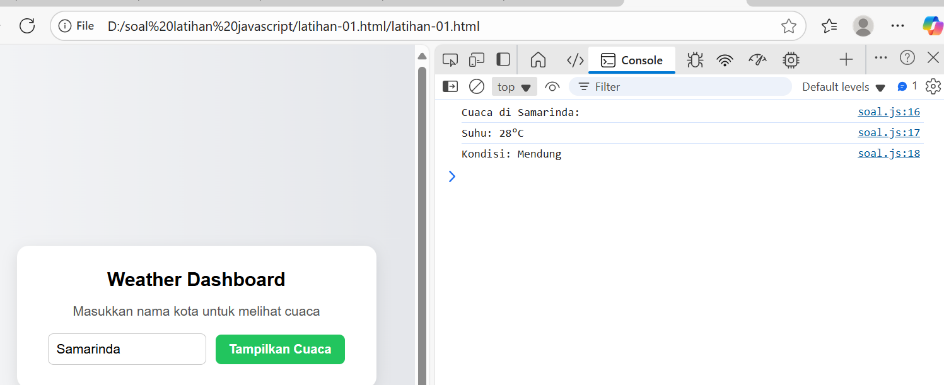 File D:/soal%20latihan%20javascript/latihan-01.html/latihan-01.html
Console
top Filter Default levels 1
Cuaca di Samarinda: soal.js:16
Suhu: 28°C soal.js:17
Kondisi: Mendung soal.js:18
Weather Dashboard
Masukkan nama kota untuk melihat cuaca
Samarinda Tampilkan Cuaca